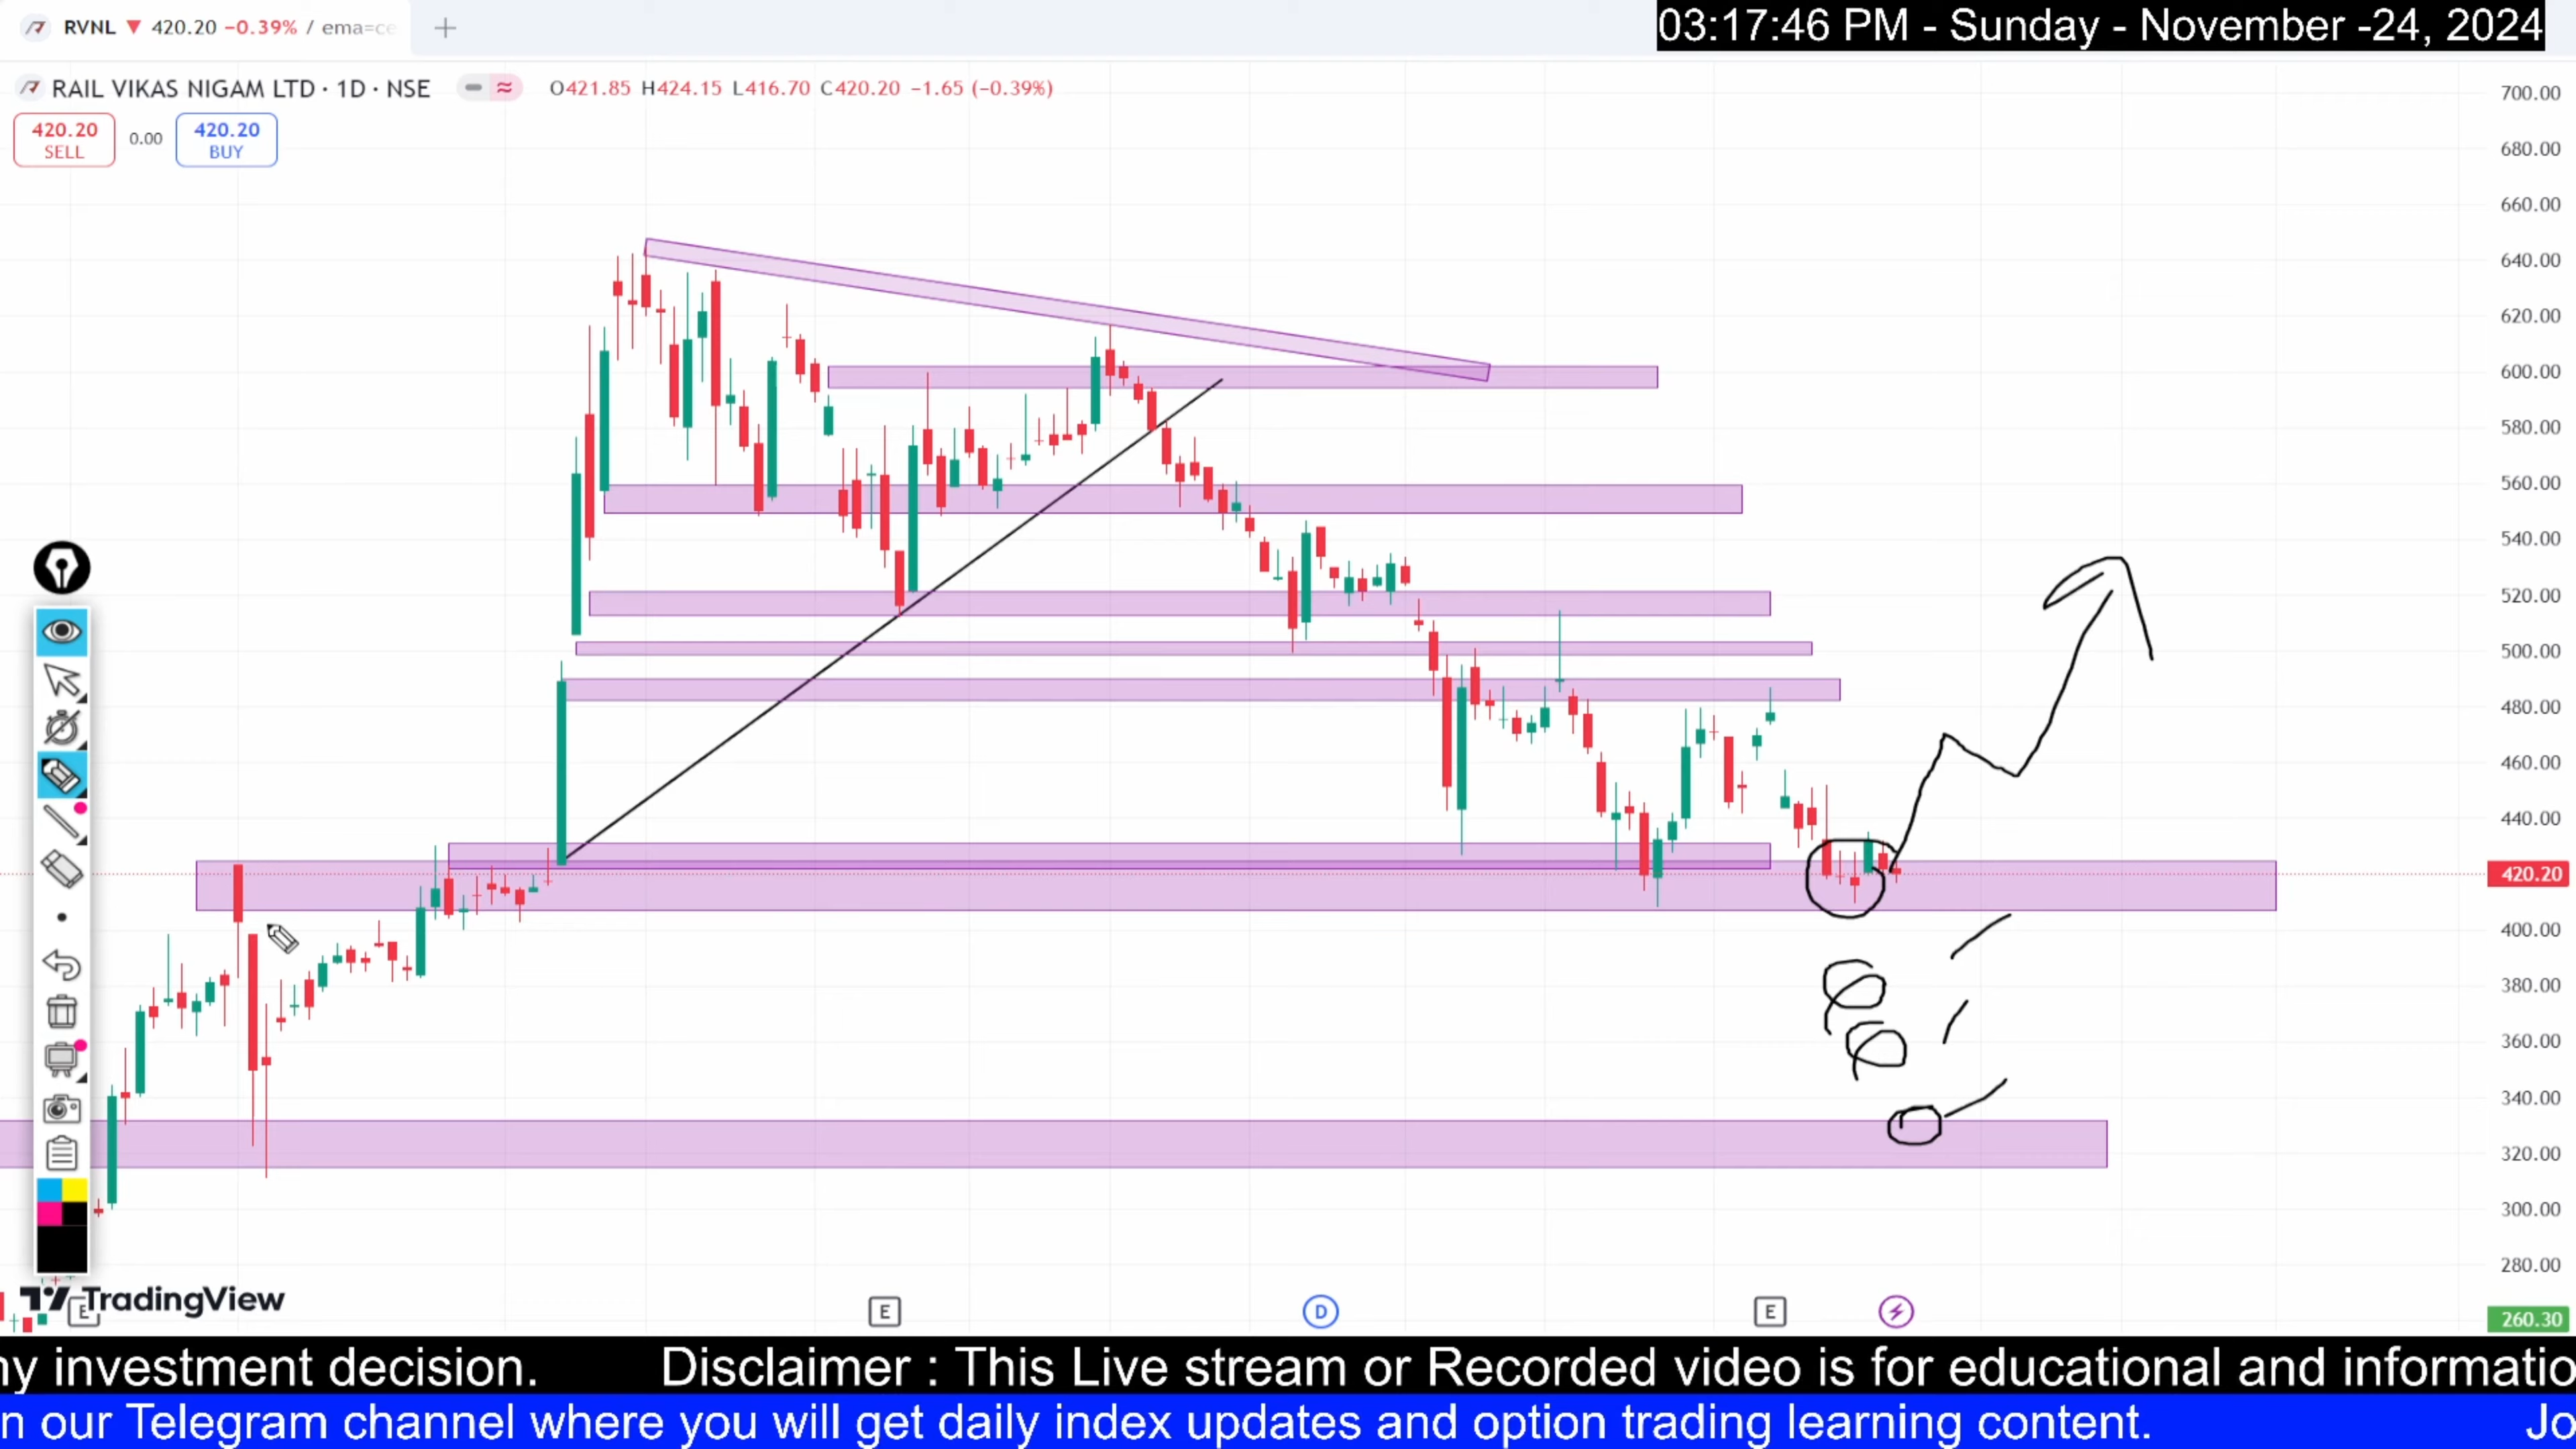 RVNL ▼ 420.20 −0.39% / ema=ce
03:17:46 PM - Sunday - November -24, 2024
RAIL VIKAS NIGAM LTD · 1D · NSE
O421.85 H424.15 L416.70 C420.20 −1.65 (−0.39%)
420.20
SELL
0.00
420.20
BUY
700.00
680.00
660.00
640.00
620.00
600.00
580.00
560.00
540.00
520.00
500.00
480.00
460.00
440.00
420.20
400.00
380.00
360.00
340.00
320.00
300.00
280.00
260.30
TradingView
E
E
D
E
ny investment decision. Disclaimer : This Live stream or Recorded video is for educational and informatio
n our Telegram channel where you will get daily index updates and option trading learning content. Jo